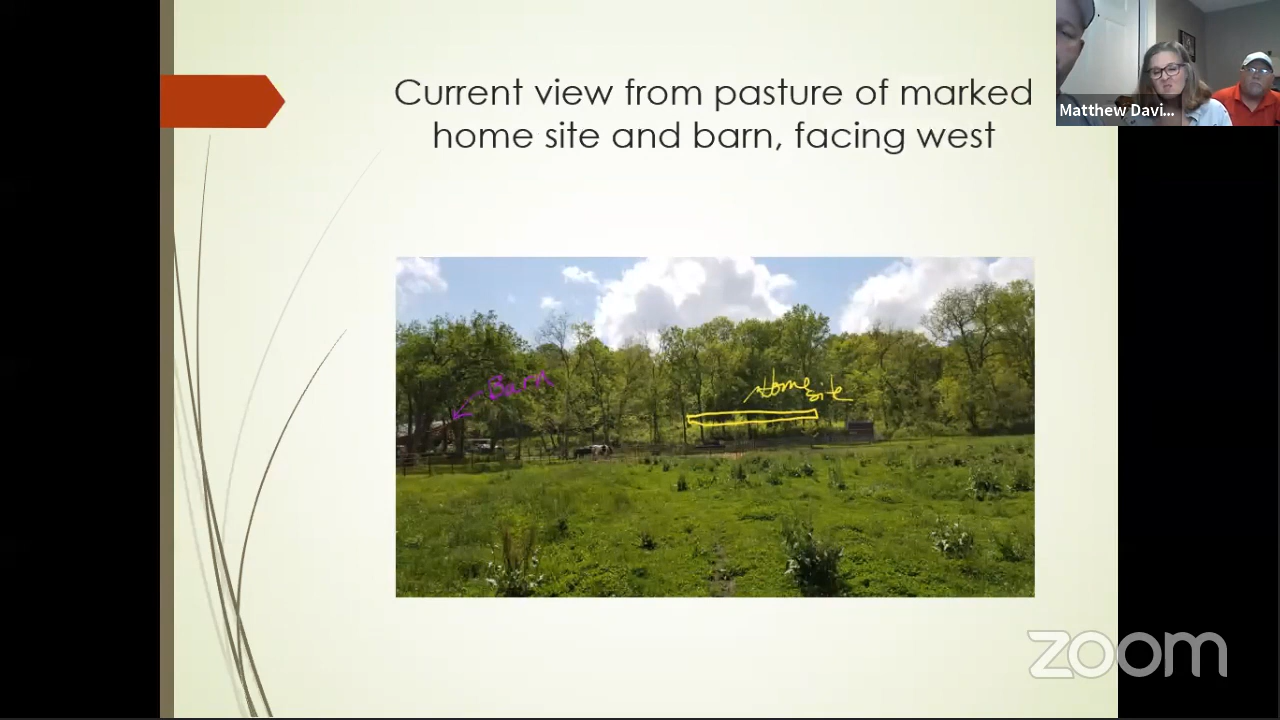 Current view from pasture of marked
home site and barn, facing west
Matthew Davi...
Barn
Home
site
zoom